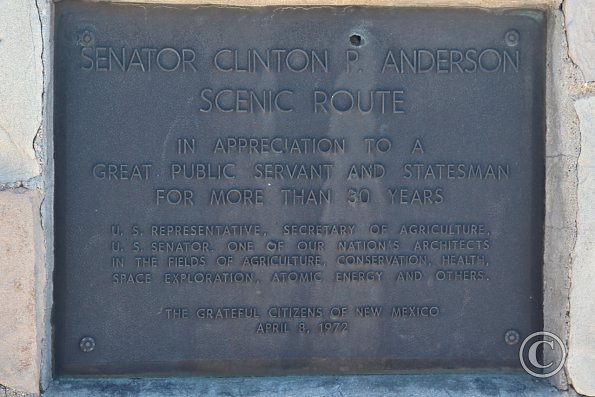 SENATOR CLINTON P. ANDERSON
SCENIC ROUTE
IN APPRECIATION TO A
GREAT PUBLIC SERVANT AND STATESMAN
FOR MORE THAN 30 YEARS
U. S. REPRESENTATIVE, SECRETARY OF AGRICULTURE,
U. S. SENATOR. ONE OF OUR NATION'S ARCHITECTS
IN THE FIELDS OF AGRICULTURE, CONSERVATION, HEALTH,
SPACE EXPLORATION, ATOMIC ENERGY AND OTHERS.
THE GRATEFUL CITIZENS OF NEW MEXICO
APRIL 8, 1972
©